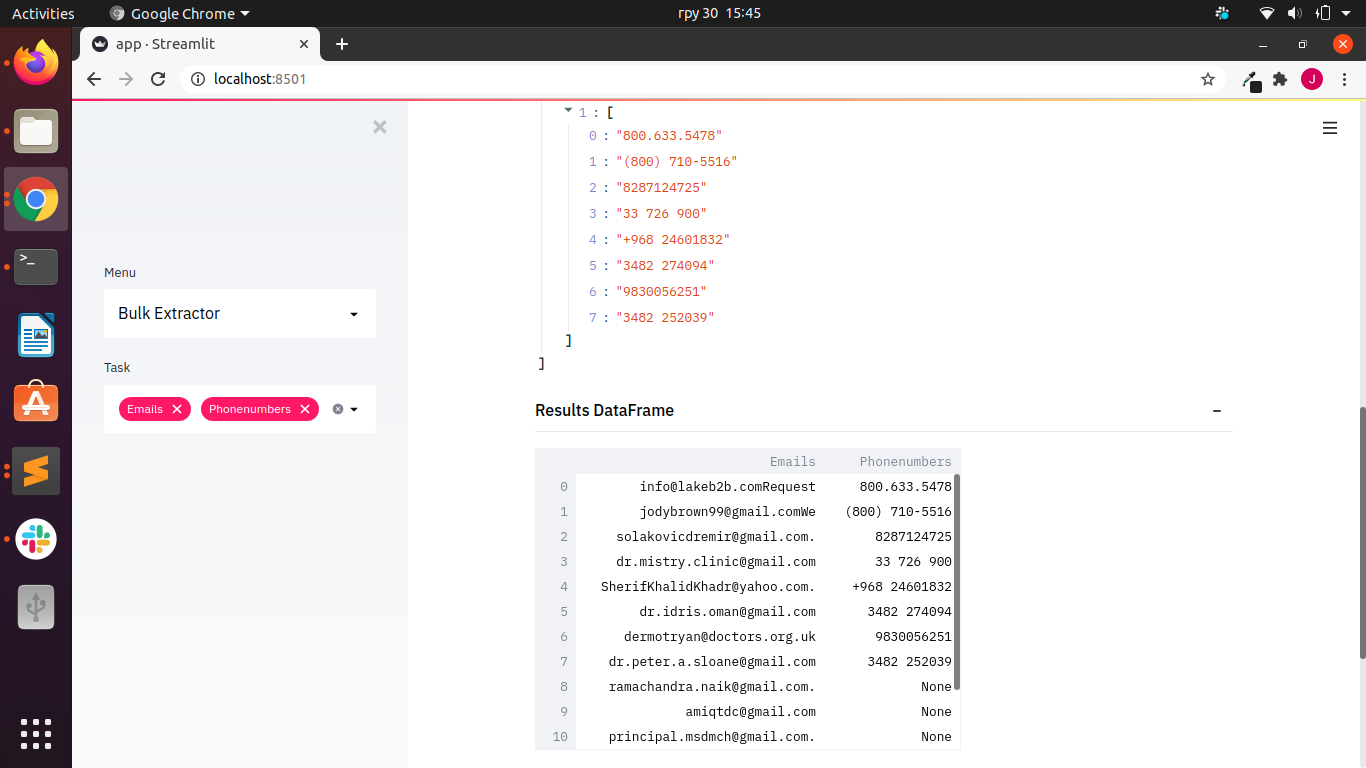 Activities
Google Chrome
гру 30 15:45
app · Streamlit
localhost:8501
J
Menu
Bulk Extractor
Task
Emails
Phonenumbers
1 : [
0 : "800.633.5478"
1 : "(800) 710-5516"
2 : "8287124725"
3 : "33 726 900"
4 : "+968 24601832"
5 : "3482 274094"
6 : "9830056251"
7 : "3482 252039"
]
]
Results DataFrame
Emails Phonenumbers
0 info@lakeb2b.comRequest 800.633.5478
1 jodybrown99@gmail.comWe (800) 710-5516
2 solakovicdremir@gmail.com. 8287124725
3 dr.mistry.clinic@gmail.com 33 726 900
4 SherifKhalidKhadr@yahoo.com. +968 24601832
5 dr.idris.oman@gmail.com 3482 274094
6 dermotryan@doctors.org.uk 9830056251
7 dr.peter.a.sloane@gmail.com 3482 252039
8 ramachandra.naik@gmail.com. None
9 amiqtdc@gmail.com None
10 principal.msdmch@gmail.com. None